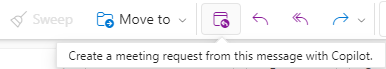 Sweep
Move to
Create a meeting request from this message with Copilot.